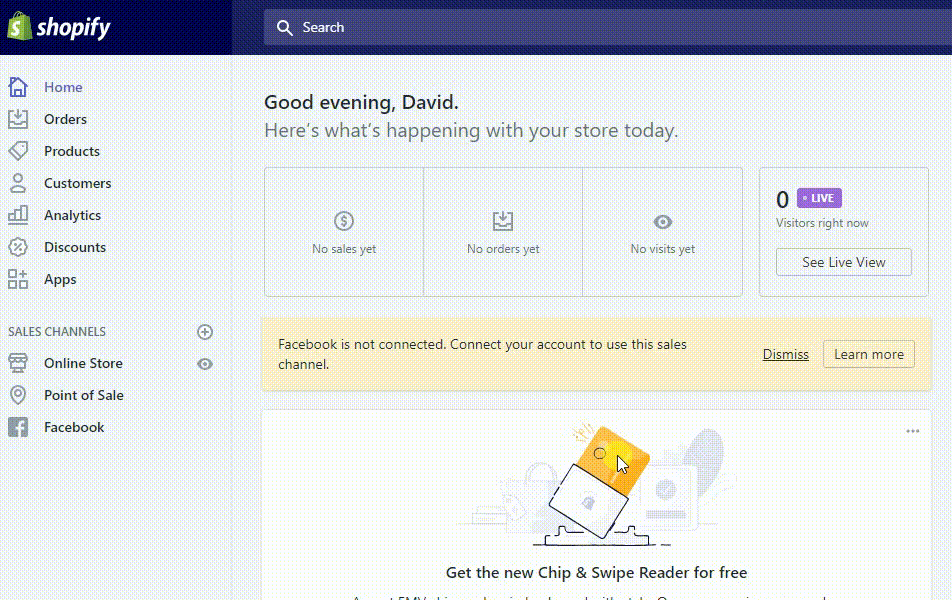 shopify
Search
Home
Orders
Products
Customers
Analytics
Discounts
Apps
SALES CHANNELS
Online Store
Point of Sale
Facebook
Good evening, David.
Here's what's happening with your store today.
No sales yet
No orders yet
No visits yet
0 LIVE
Visitors right now
See Live View
Facebook is not connected. Connect your account to use this sales
channel.
Dismiss
Learn more
Get the new Chip & Swipe Reader for free